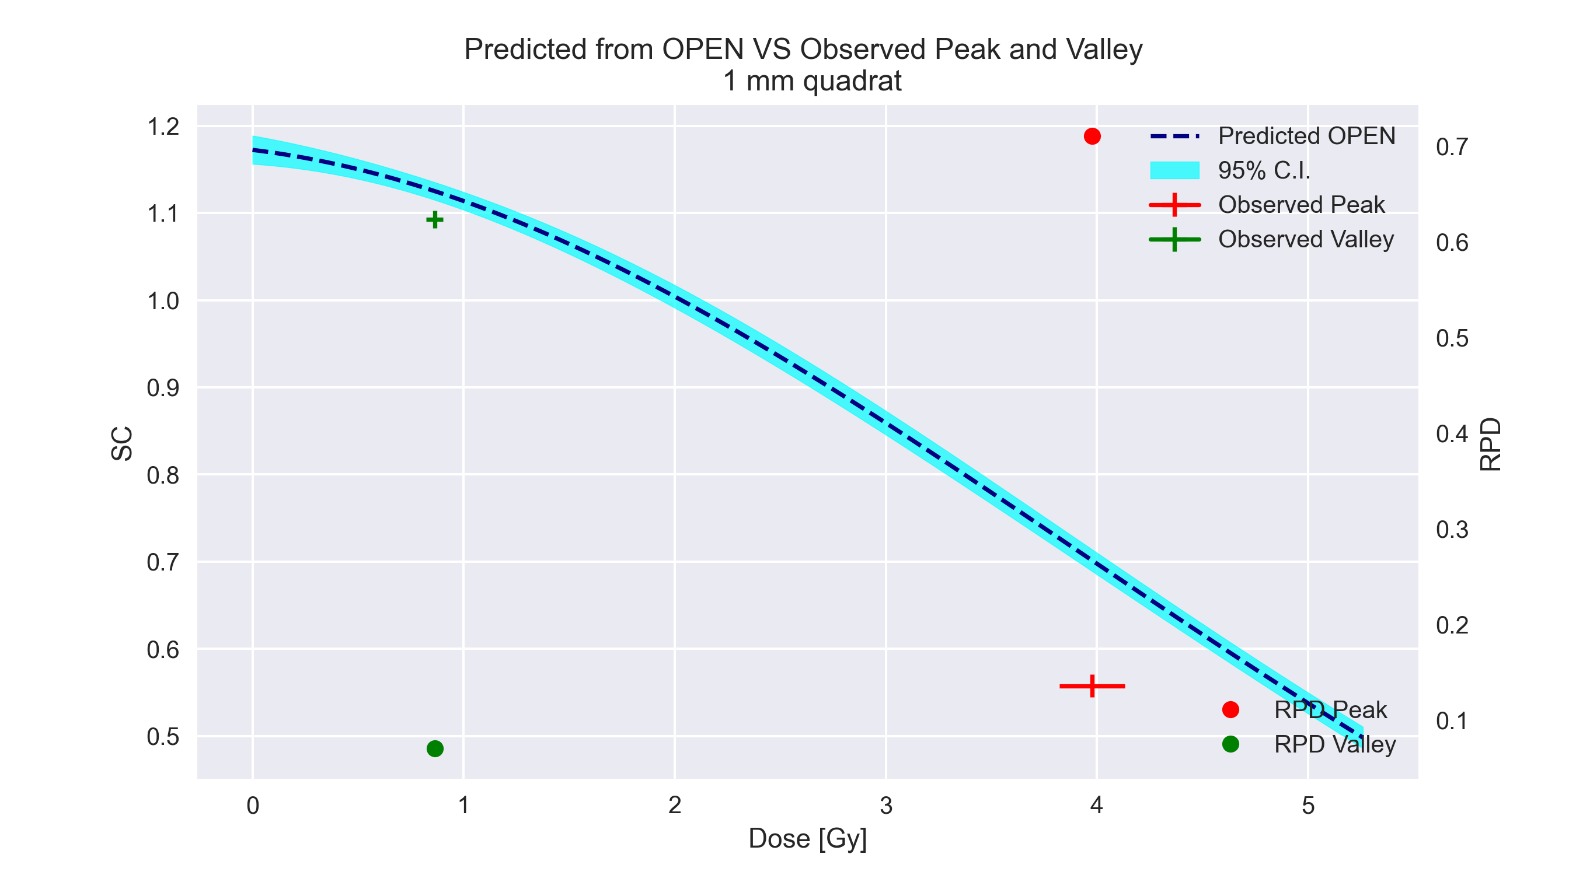 Predicted from OPEN VS Observed Peak and Valley
1 mm quadrat
1.2
1.1
1.0
0.9
0.8
0.7
0.6
0.5
SC
0
1
2
3
4
5
Dose [Gy]
0.7
0.6
0.5
0.4
0.3
0.2
0.1
RPD
Predicted OPEN
95% C.I.
Observed Peak
Observed Valley
RPD Peak
RPD Valley